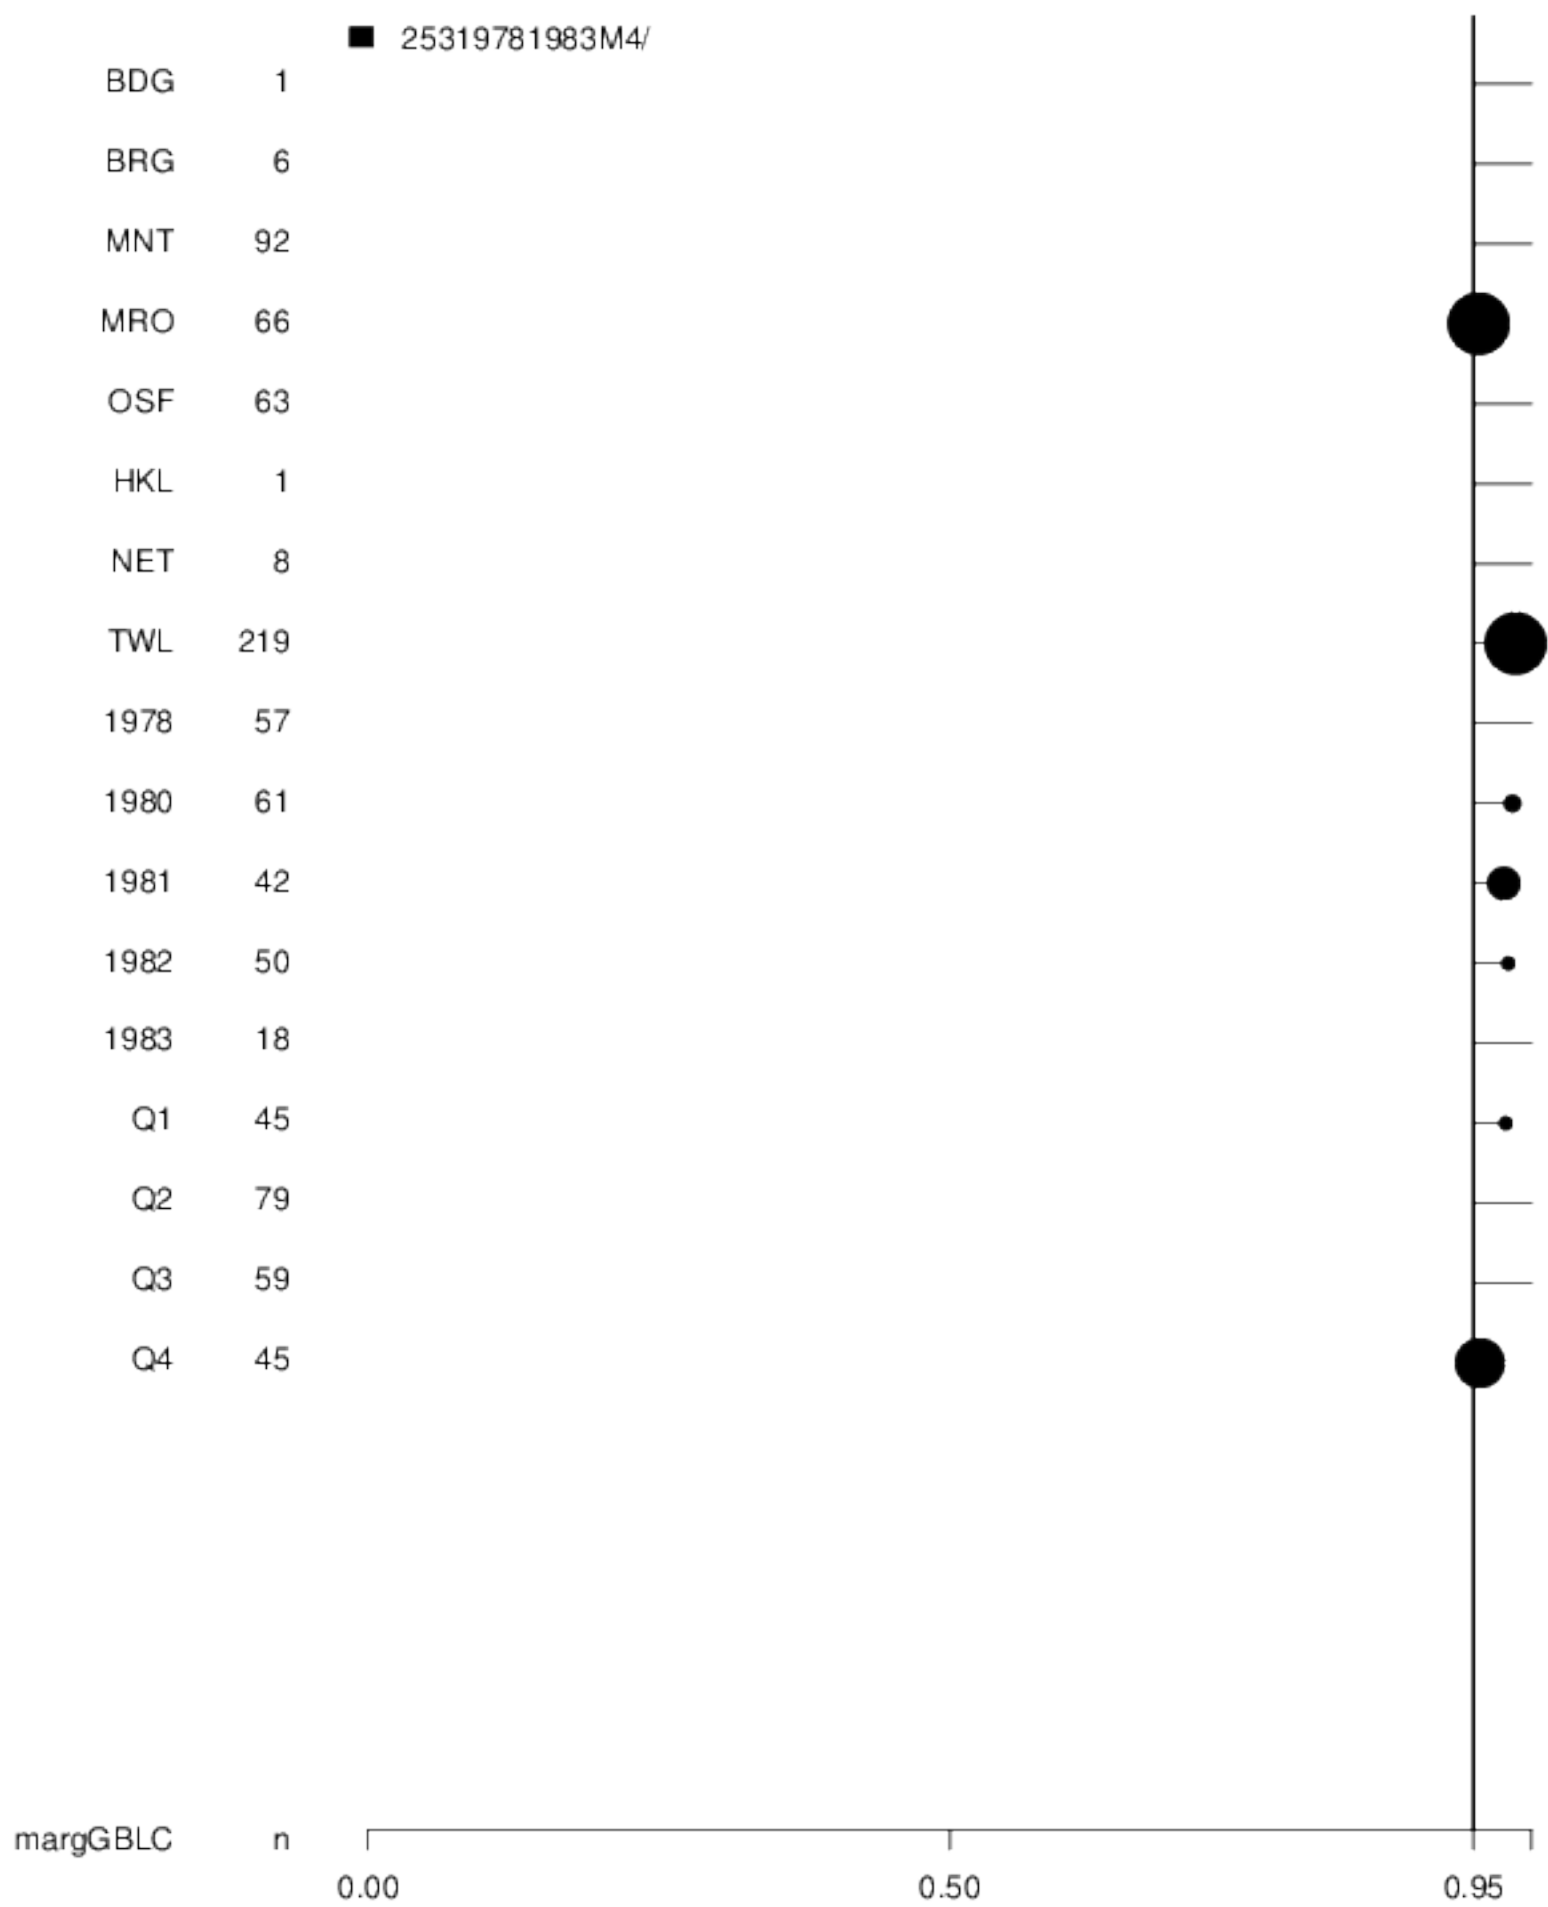 25319781983M4/
BDG 1
BRG 6
MNT 92
MRO 66
OSF 63
HKL 1
NET 8
TWL 219
1978 57
1980 61
1981 42
1982 50
1983 18
Q1 45
Q2 79
Q3 59
Q4 45
margGBLC n
0.00 0.50 0.95